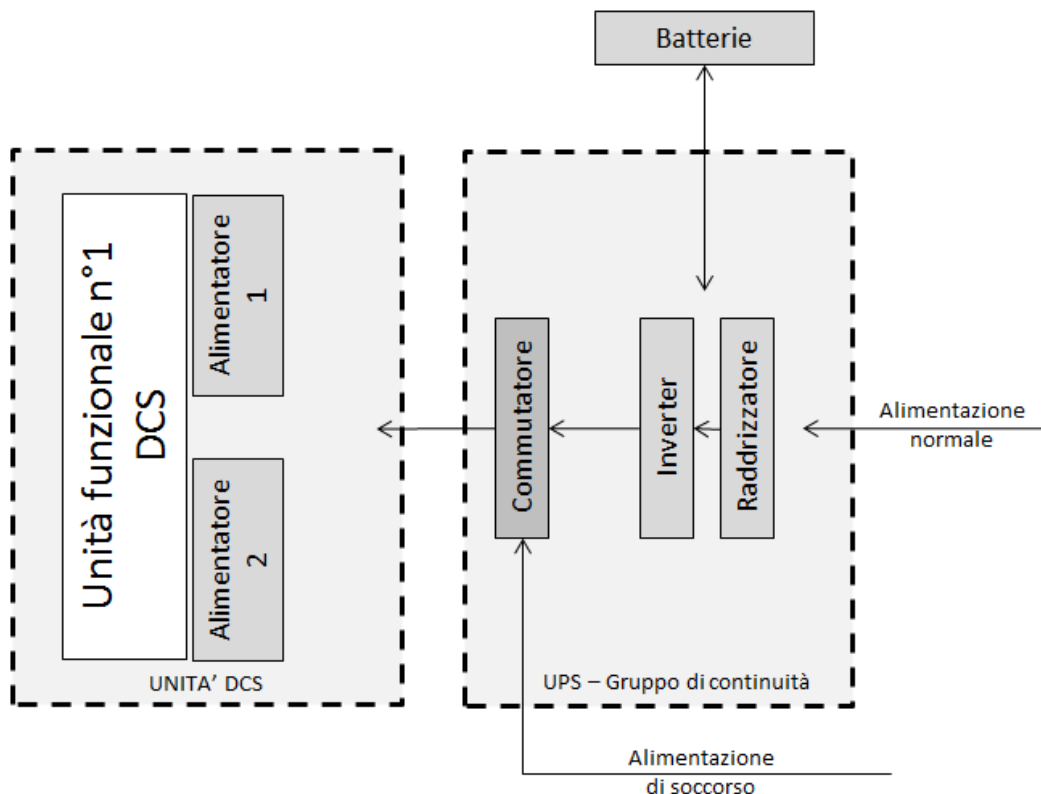 Batterie
Unità funzionale n°1
DCS
Alimentatore
1
Alimentatore
2
UNITA’ DCS
Commutatore
Inverter
Raddrizzatore
UPS – Gruppo di continuità
Alimentazione
normale
Alimentazione
di soccorso